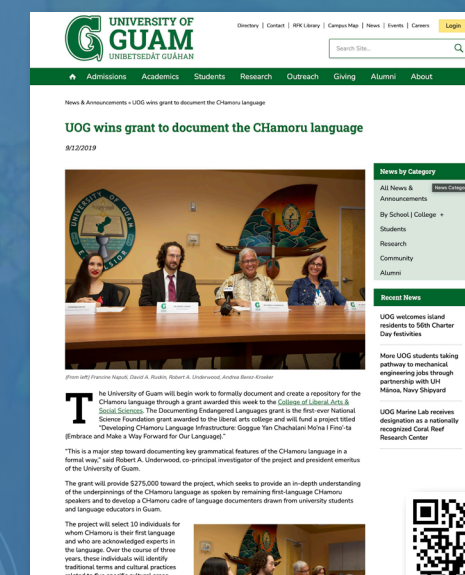 UNIVERSITY OF
GUAM
UNIBETSEDÅT GUÅHAN
Directory | Contact | RFK Library | Campus Map | News | Events | Careers
Login
Search Site...
Admissions Academics Students Research Outreach Giving Alumni About
News & Announcements » UOG wins grant to document the CHamoru language
UOG wins grant to document the CHamoru language
9/12/2019
UNIVERSITY OF GUAM
EXCELSIOR
(From left) Francine Naputi, David A. Ruskin, Robert A. Underwood, Andrea Berez-Kroeker
The University of Guam will begin work to formally document and create a repository for the
CHamoru language through a grant awarded this week to the College of Liberal Arts &
Social Sciences. The Documenting Endangered Languages grant is the first-ever National
Science Foundation grant awarded to the liberal arts college and will fund a project titled
"Developing CHamoru Language Infrastructure: Goggue Yan Chachalani Mo'na I Fino'-ta
(Embrace and Make a Way Forward for Our Language)."
"This is a major step toward documenting key grammatical features of the CHamoru language in a
formal way," said Robert A. Underwood, co-principal investigator of the project and president emeritus
of the University of Guam.
The grant will provide $275,000 toward the project, which seeks to provide an in-depth understanding
of the underpinnings of the CHamoru language as spoken by remaining first-language CHamoru
speakers and to develop a CHamoru cadre of language documenters drawn from university students
and language educators in Guam.
The project will select 10 individuals for
whom CHamoru is their first language
and who are acknowledged experts in
the language. Over the course of three
years, these individuals will identify
traditional terms and cultural practices
News by Category
All News &
Announcements
News Catego
By School | College +
Students
Research
Community
Alumni
Recent News
UOG welcomes island
residents to 56th Charter
Day festivities
More UOG students taking
pathway to mechanical
engineering jobs through
partnership with UH
Mānoa, Navy Shipyard
UOG Marine Lab receives
designation as a nationally
recognized Coral Reef
Research Center